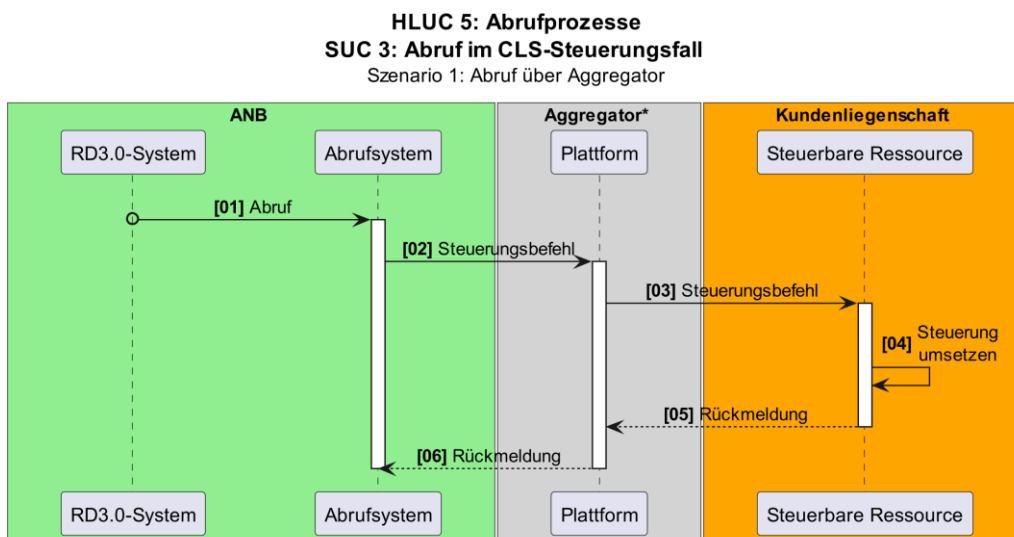 HLUC 5: Abrufprozesse
SUC 3: Abruf im CLS-Steuerungsfall
Szenario 1: Abruf über Aggregator
ANB
Aggregator*
Kundenliegenschaft
RD3.0-System
Abrufsystem
Plattform
Steuerbare Ressource
[01] Abruf
[02] Steuerungsbefehl
[03] Steuerungsbefehl
[04] Steuerung
umsetzen
[05] Rückmeldung
[06] Rückmeldung
RD3.0-System
Abrufsystem
Plattform
Steuerbare Ressource